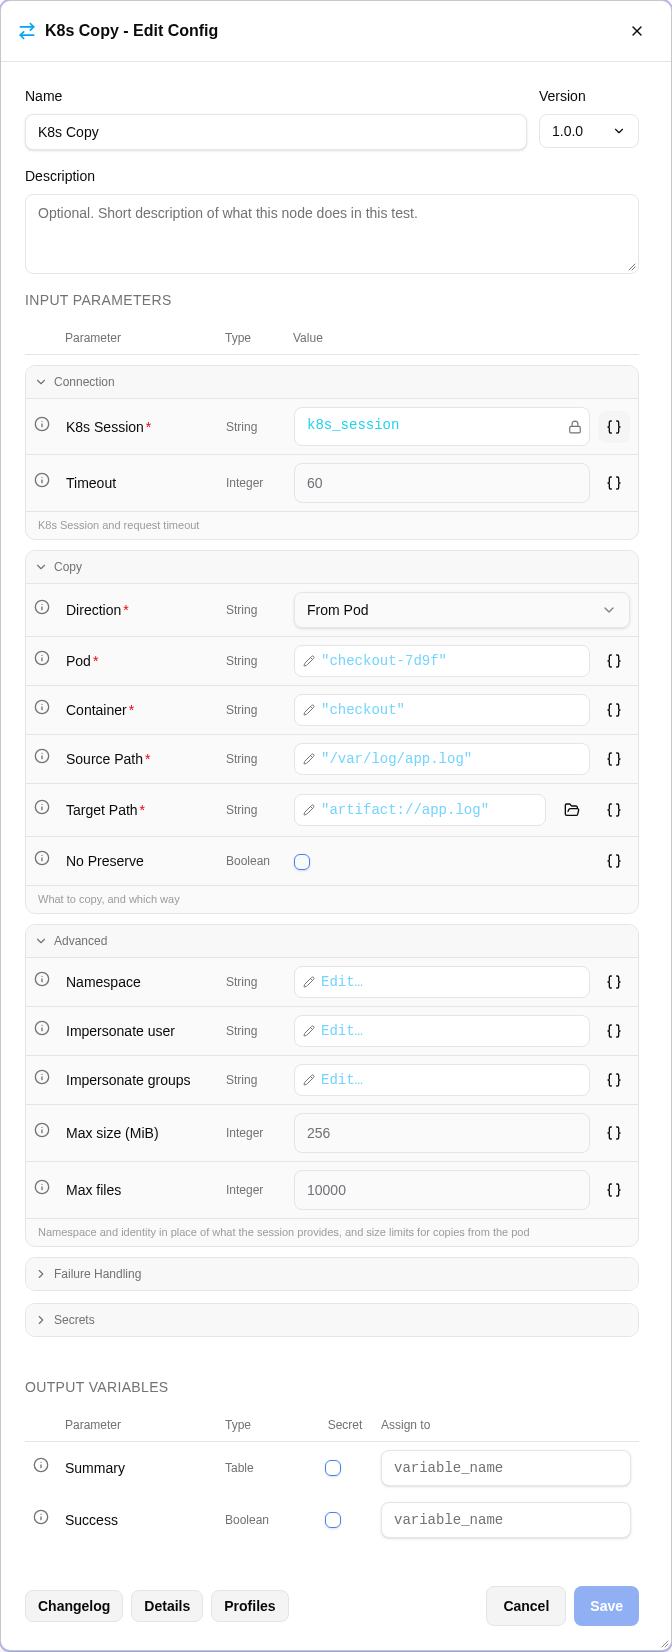 K8s Copy - Edit Config
Name Version
K8s Copy 1.0.0
Description
Optional. Short description of what this node does in this test.
INPUT PARAMETERS
Parameter Type Value
Connection
K8s Session* String k8s_session {}
Timeout Integer 60 {}
K8s Session and request timeout
Copy
Direction* String From Pod
Pod* String "checkout-7d9f" {}
Container* String "checkout" {}
Source Path* String "/var/log/app.log" {}
Target Path* String "artifact://app.log" {}
No Preserve Boolean {}
What to copy, and which way
Advanced
Namespace String Edit… {}
Impersonate user String Edit… {}
Impersonate groups String Edit… {}
Max size (MiB) Integer 256 {}
Max files Integer 10000 {}
Namespace and identity in place of what the session provides, and size limits for copies from the pod
Failure Handling
Secrets
OUTPUT VARIABLES
Parameter Type Secret Assign to
Summary Table variable_name
Success Boolean variable_name
Changelog Details Profiles Cancel Save